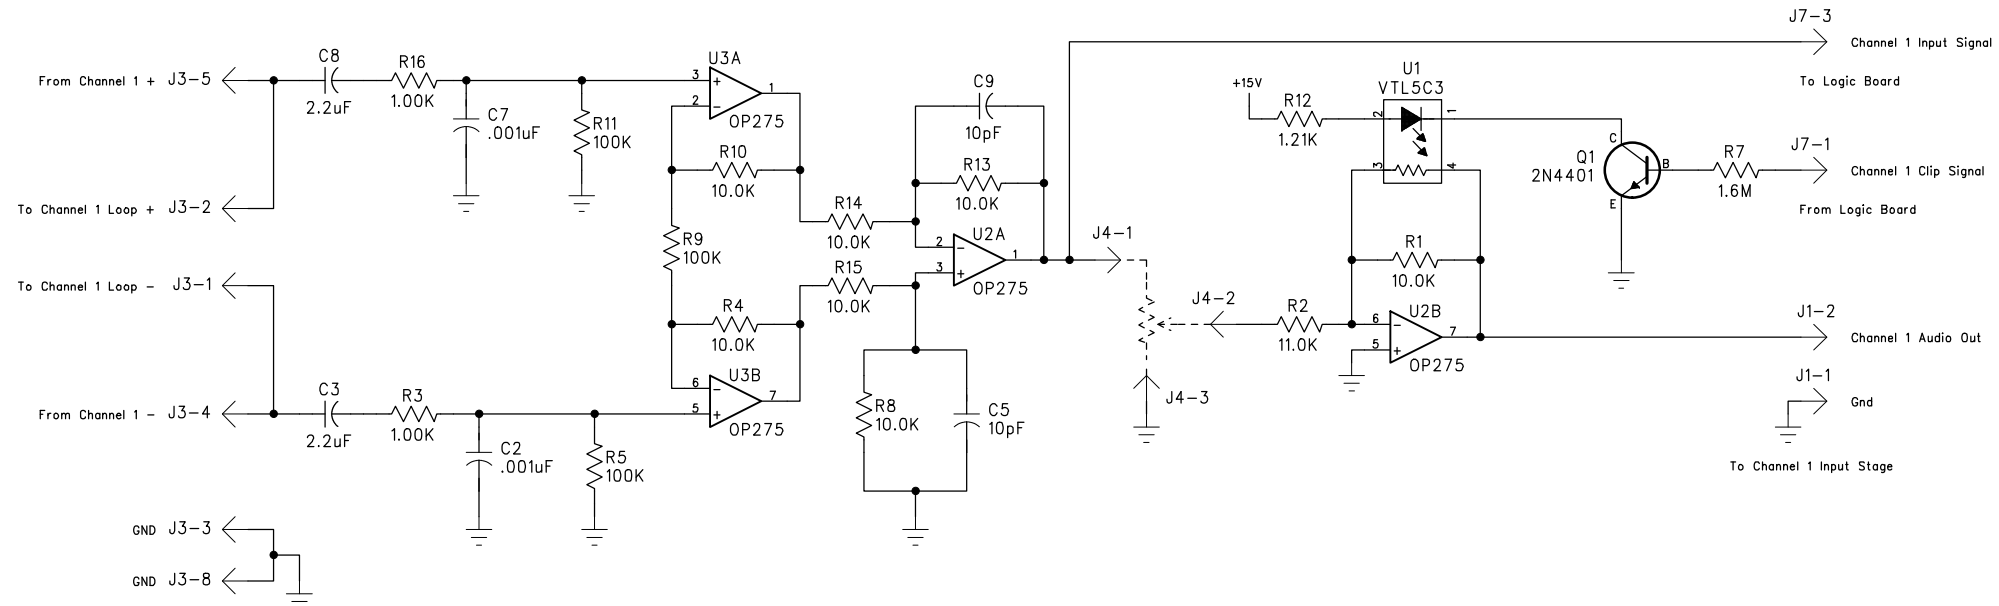 J7-3
Channel 1 Input Signal
To Logic Board
From Channel 1 + J3-5
C8
2.2uF
R16
1.00K
C7
.001uF
R11
100K
U3A
3
+
2
-
1
OP275
R10
10.0K
C9
10pF
R13
10.0K
+15V
R12
1.21K
U1
VTL5C3
2
1
3
4
C
Q1
2N4401
B
E
R7
1.6M
J7-1
Channel 1 Clip Signal
From Logic Board
To Channel 1 Loop + J3-2
R14
10.0K
R9
100K
U2A
2
-
3
+
1
OP275
J4-1
R1
10.0K
To Channel 1 Loop - J3-1
R15
10.0K
J4-2
R2
11.0K
U2B
6
-
5
+
7
OP275
J1-2
Channel 1 Audio Out
R4
10.0K
J4-3
J1-1
Gnd
To Channel 1 Input Stage
U3B
6
-
5
+
7
OP275
From Channel 1 - J3-4
C3
2.2uF
R3
1.00K
C2
.001uF
R5
100K
R8
10.0K
C5
10pF
GND J3-3
GND J3-8